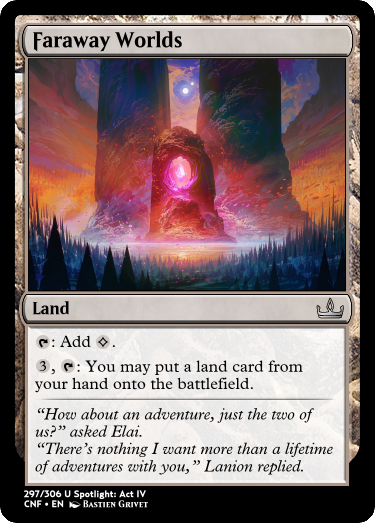 Faraway Worlds
Land
: Add .
3, : You may put a land card from
your hand onto the battlefield.
“How about an adventure, just the two of
us?” asked Elai.
“There’s nothing I want more than a lifetime
of adventures with you,” Lanion replied.
297/306 U Spotlight: Act IV
CNF • EN Bastien Grivet